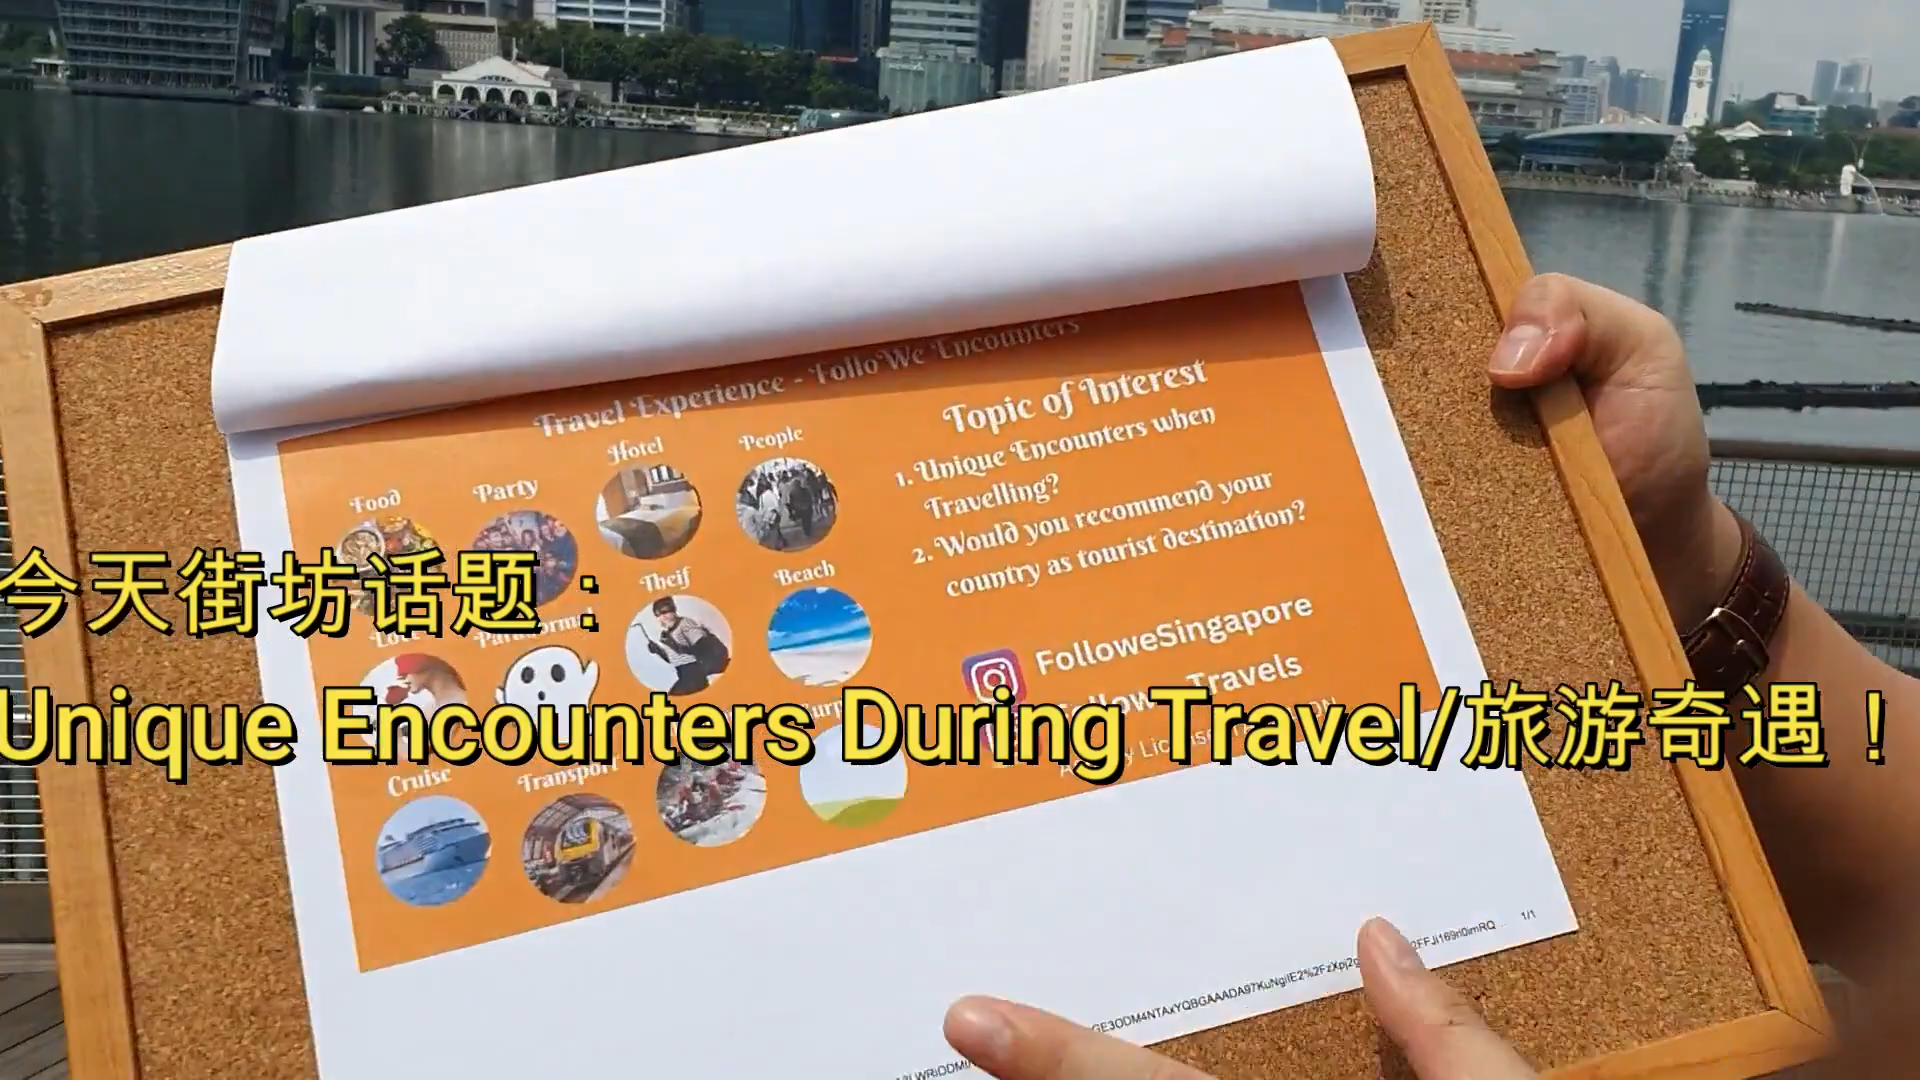 Travel Experience - FolloWe Encounters
Food
Party
Hotel
People
Theif
Beach
Cruise
Transport
Topic of Interest
1. Unique Encounters when
Travelling?
2. Would you recommend your
country as tourist destination?
FolloweSingapore
Travels
今天街坊话题：
Unique Encounters During Travel/旅游奇遇！
1/1